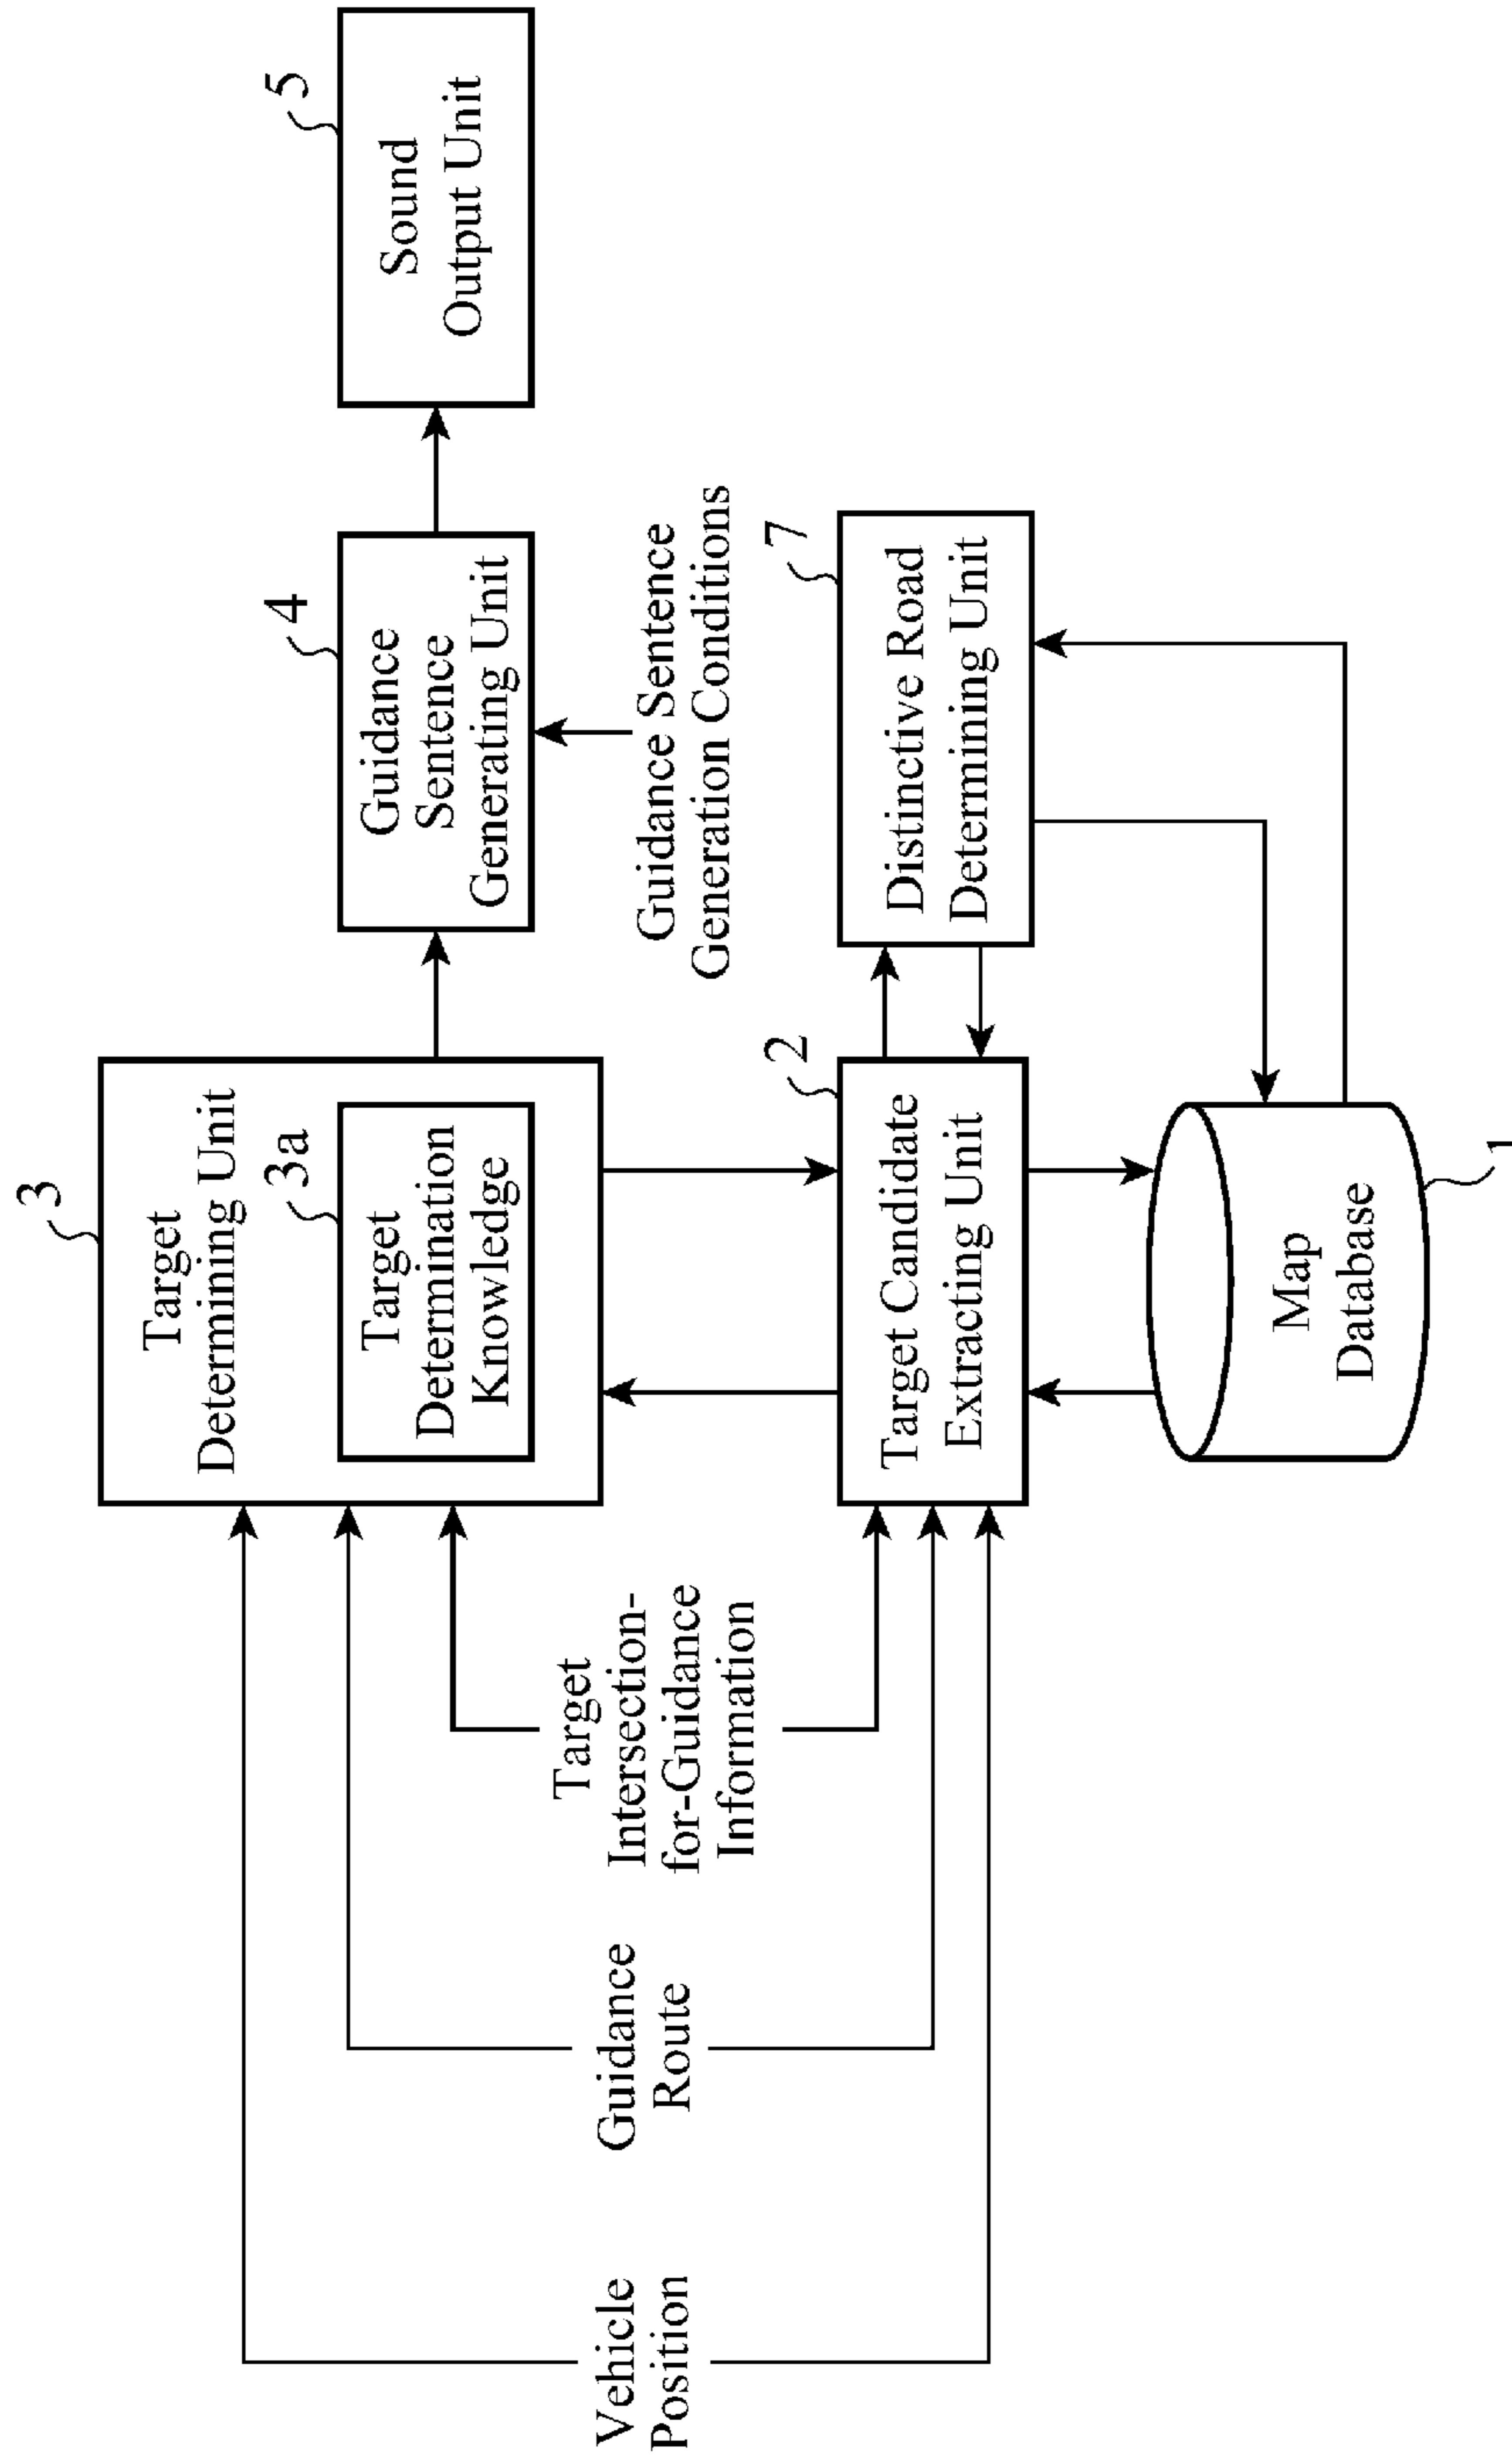 3
Target
Determining Unit
3a
Target
Determination
Knowledge
4
Guidance
Sentence
Generating Unit
5
Sound
Output Unit
Vehicle
Position
Guidance
Route
Target
Intersection-
for-Guidance
Information
Guidance Sentence
Generation Conditions
2
Target Candidate
Extracting Unit
7
Distinctive Road
Determining Unit
Map
Database
1